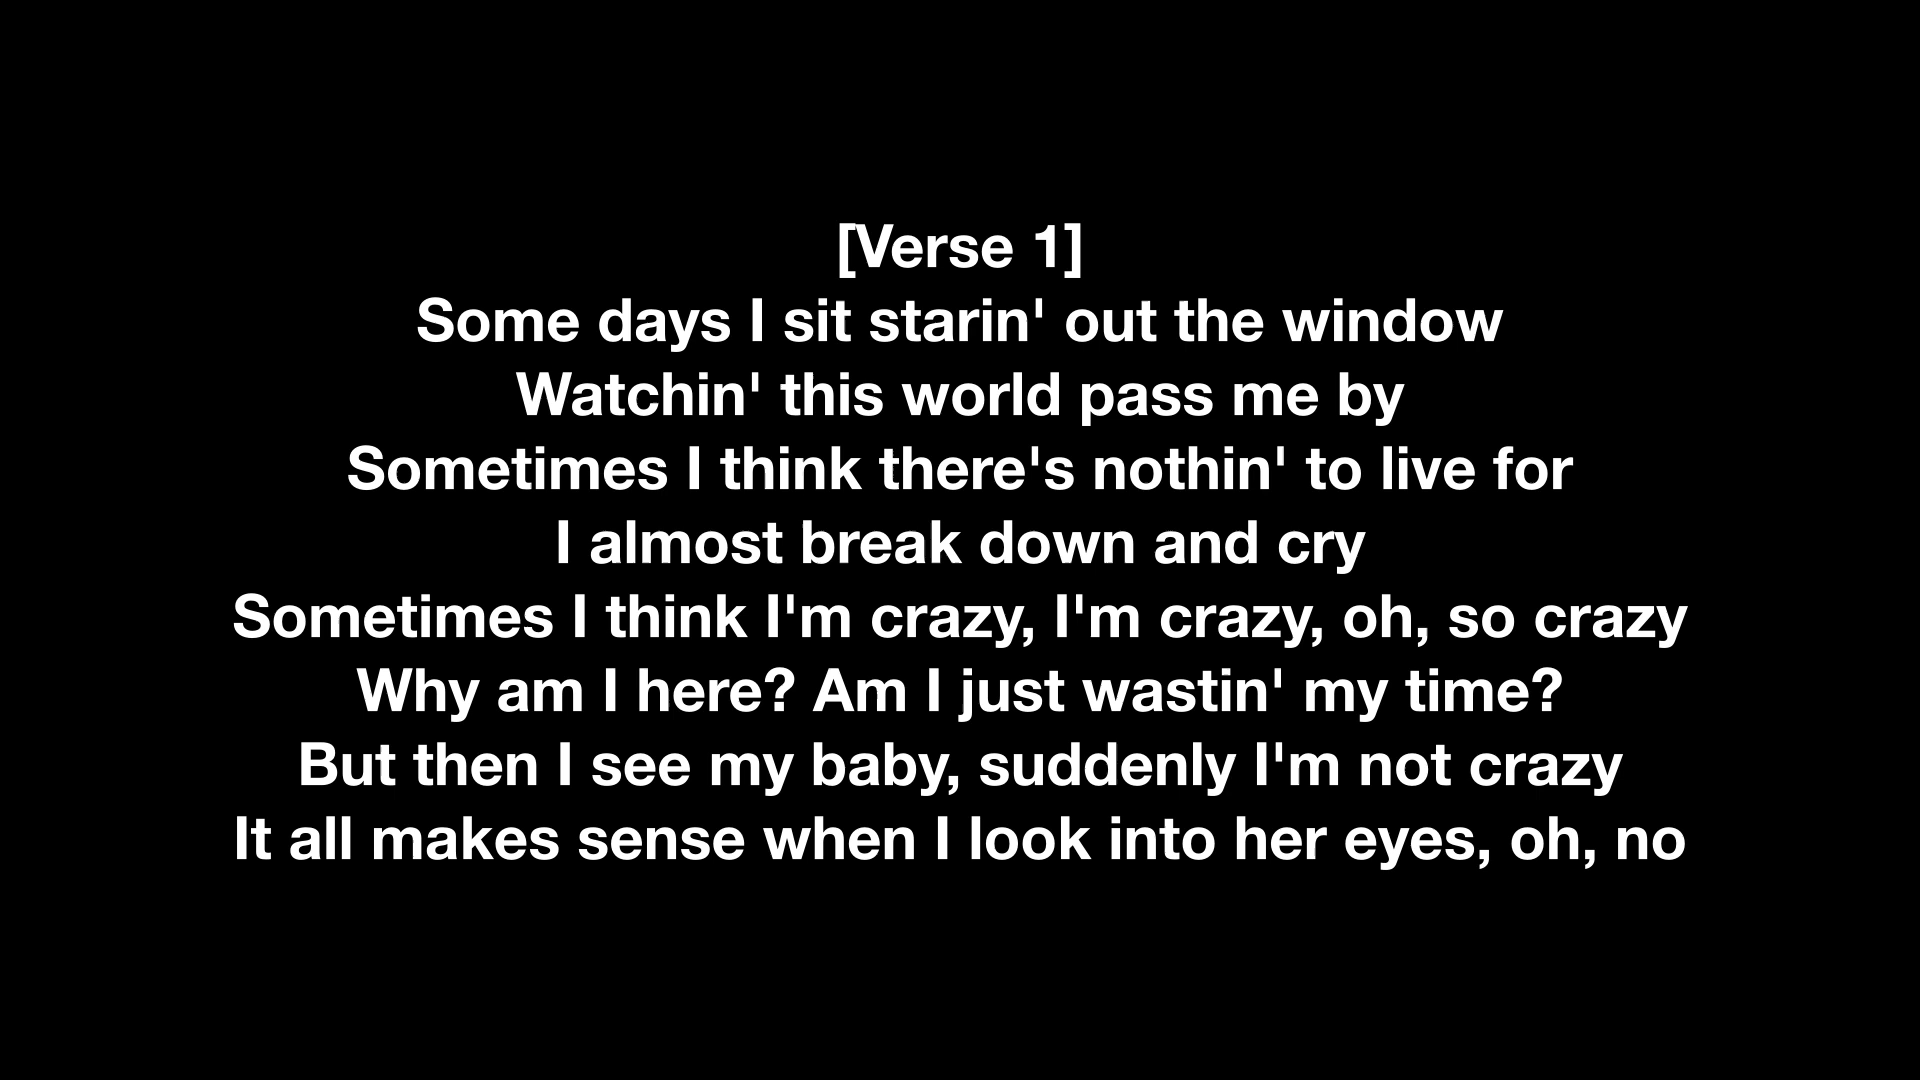 [Verse 1]
Some days I sit starin' out the window
Watchin' this world pass me by
Sometimes I think there's nothin' to live for
I almost break down and cry
Sometimes I think I'm crazy, I'm crazy, oh, so crazy
Why am I here? Am I just wastin' my time?
But then I see my baby, suddenly I'm not crazy
It all makes sense when I look into her eyes, oh, no